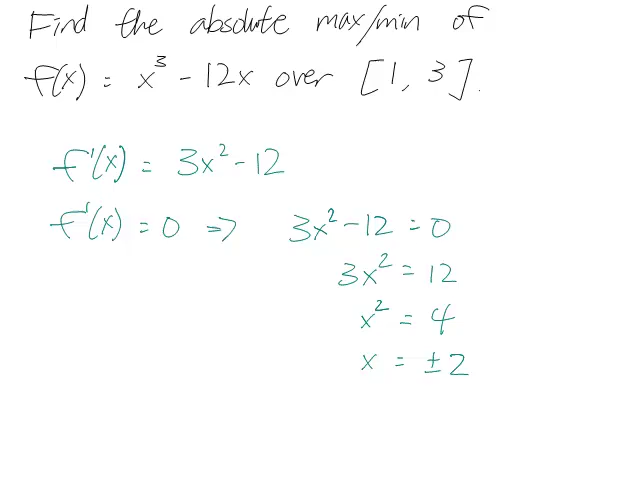 Find the absolute max/min of
f(x) = x³ - 12x over [1, 3].
f'(x) = 3x² - 12
f'(x) = 0 => 3x² - 12 = 0
3x² = 12
x² = 4
x = ±2